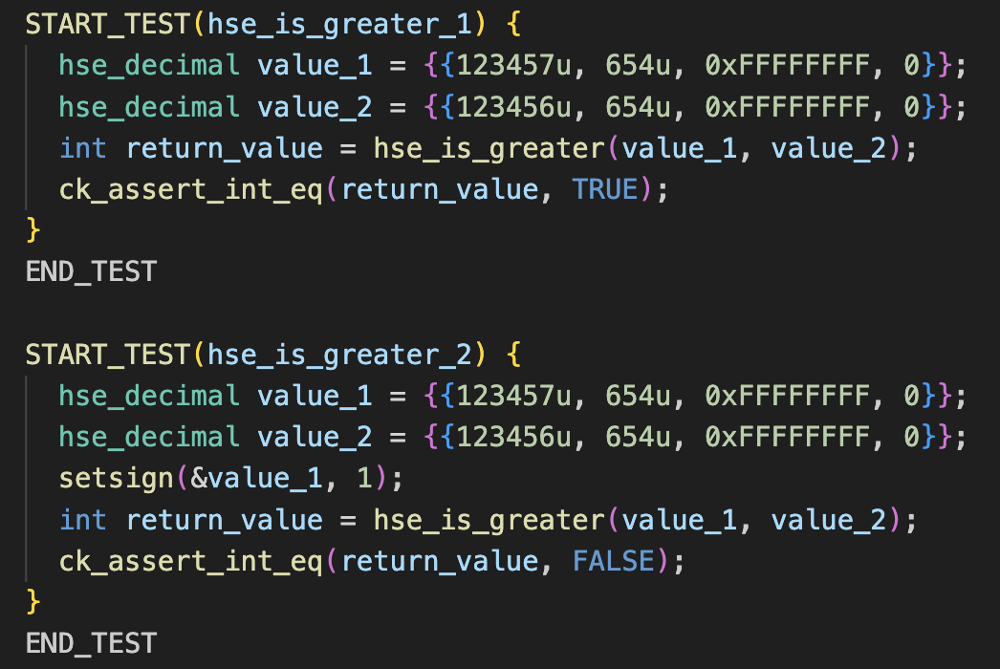 START_TEST(hse_is_greater_1) {
  hse_decimal value_1 = {{123457u, 654u, 0xFFFFFFFF, 0}};
  hse_decimal value_2 = {{123456u, 654u, 0xFFFFFFFF, 0}};
  int return_value = hse_is_greater(value_1, value_2);
  ck_assert_int_eq(return_value, TRUE);
}
END_TEST

START_TEST(hse_is_greater_2) {
  hse_decimal value_1 = {{123457u, 654u, 0xFFFFFFFF, 0}};
  hse_decimal value_2 = {{123456u, 654u, 0xFFFFFFFF, 0}};
  setsign(&value_1, 1);
  int return_value = hse_is_greater(value_1, value_2);
  ck_assert_int_eq(return_value, FALSE);
}
END_TEST